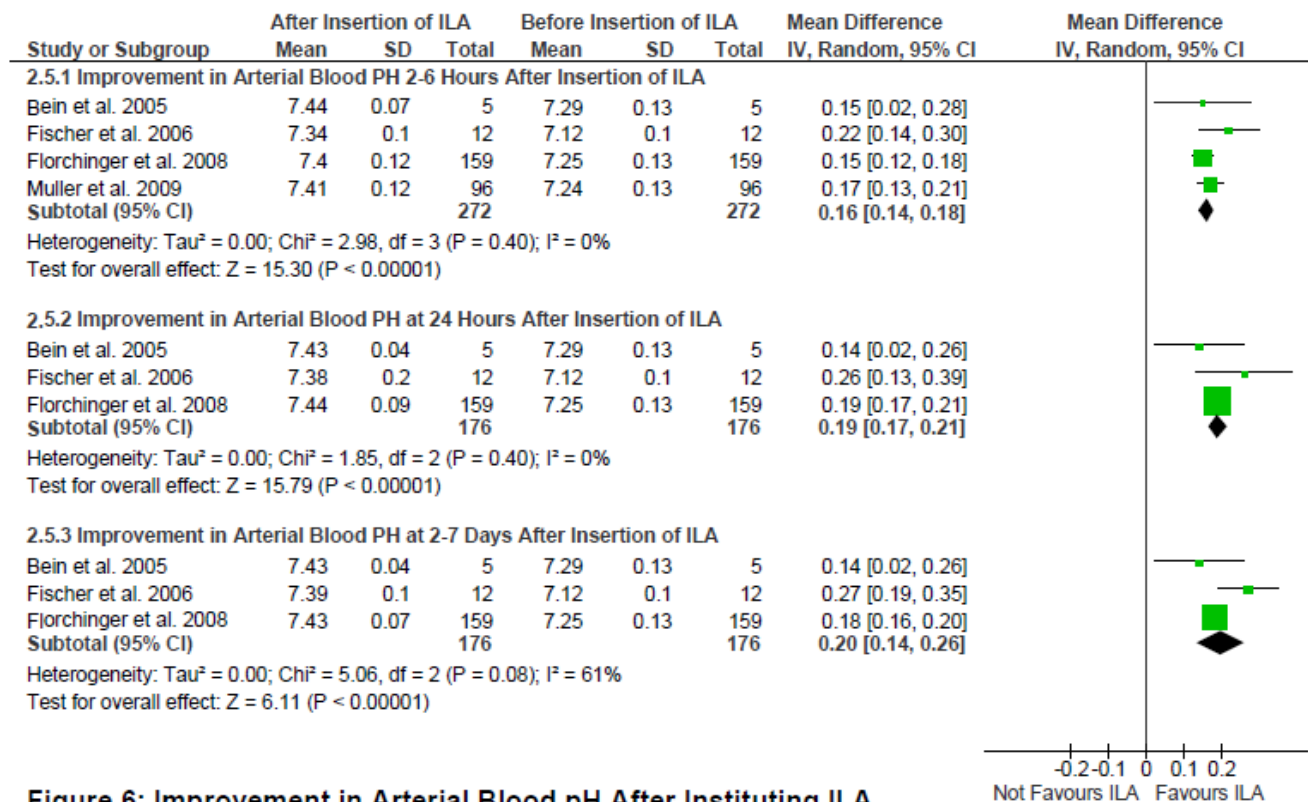 After Insertion of ILA Before Insertion of ILA Mean Difference Mean Difference
Study or Subgroup Mean SD Total Mean SD Total IV, Random, 95% CI IV, Random, 95% CI
2.5.1 Improvement in Arterial Blood PH 2-6 Hours After Insertion of ILA
Bein et al. 2005 7.44 0.07 5 7.29 0.13 5 0.15 [0.02, 0.28]
Fischer et al. 2006 7.34 0.1 12 7.12 0.1 12 0.22 [0.14, 0.30]
Florchinger et al. 2008 7.4 0.12 159 7.25 0.13 159 0.15 [0.12, 0.18]
Muller et al. 2009 7.41 0.12 96 7.24 0.13 96 0.17 [0.13, 0.21]
Subtotal (95% CI) 272 272 0.16 [0.14, 0.18]
Heterogeneity: Tau² = 0.00; Chi² = 2.98, df = 3 (P = 0.40); I² = 0%
Test for overall effect: Z = 15.30 (P < 0.00001)
2.5.2 Improvement in Arterial Blood PH at 24 Hours After Insertion of ILA
Bein et al. 2005 7.43 0.04 5 7.29 0.13 5 0.14 [0.02, 0.26]
Fischer et al. 2006 7.38 0.2 12 7.12 0.1 12 0.26 [0.13, 0.39]
Florchinger et al. 2008 7.44 0.09 159 7.25 0.13 159 0.19 [0.17, 0.21]
Subtotal (95% CI) 176 176 0.19 [0.17, 0.21]
Heterogeneity: Tau² = 0.00; Chi² = 1.85, df = 2 (P = 0.40); I² = 0%
Test for overall effect: Z = 15.79 (P < 0.00001)
2.5.3 Improvement in Arterial Blood PH at 2-7 Days After Insertion of ILA
Bein et al. 2005 7.43 0.04 5 7.29 0.13 5 0.14 [0.02, 0.26]
Fischer et al. 2006 7.39 0.1 12 7.12 0.1 12 0.27 [0.19, 0.35]
Florchinger et al. 2008 7.43 0.07 159 7.25 0.13 159 0.18 [0.16, 0.20]
Subtotal (95% CI) 176 176 0.20 [0.14, 0.26]
Heterogeneity: Tau² = 0.00; Chi² = 5.06, df = 2 (P = 0.08); I² = 61%
Test for overall effect: Z = 6.11 (P < 0.00001)
-0.2 -0.1 0 0.1 0.2
Not Favours ILA Favours ILA
Figure 6: Improvement in Arterial Blood pH After Instituting ILA